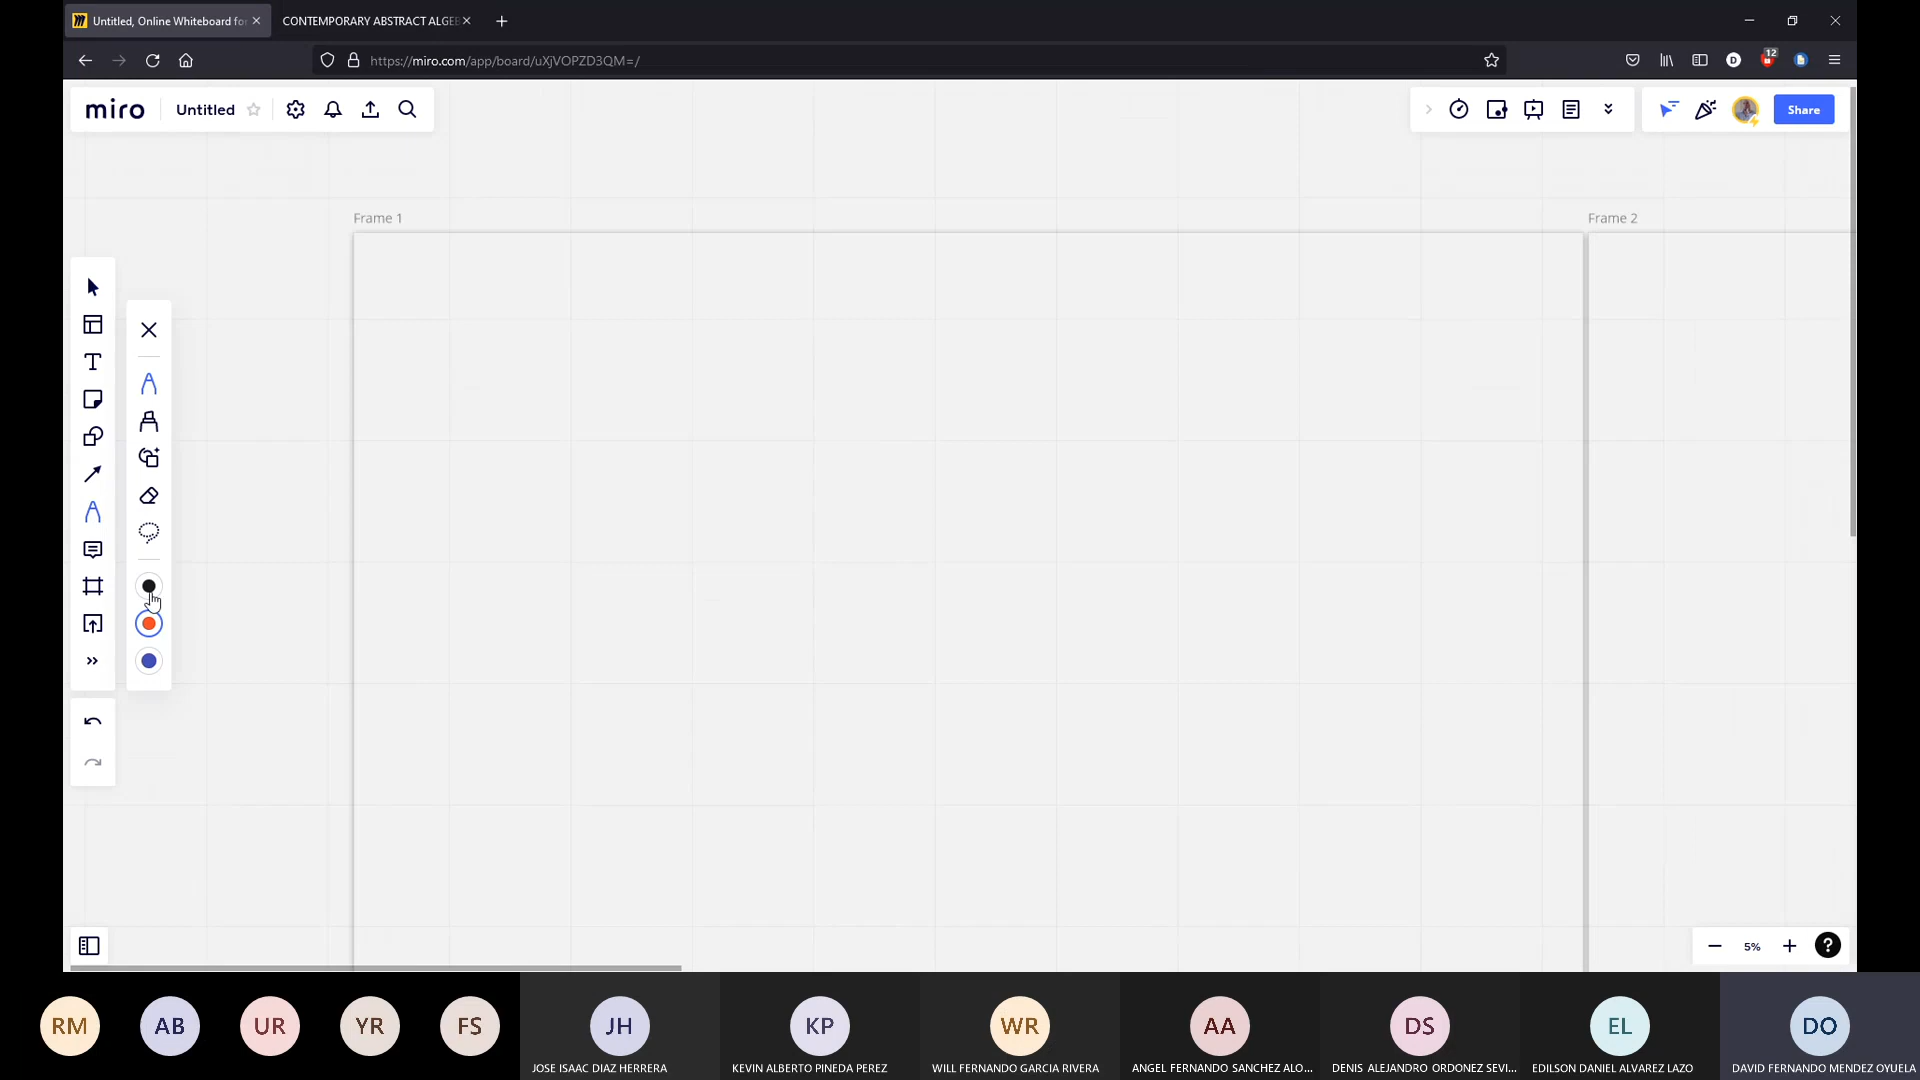 Untitled, Online Whiteboard for
CONTEMPORARY ABSTRACT ALGEB
https://miro.com/app/board/uXjVOPZD3QM=/
12
D
miro
Untitled
Share
Frame 1
Frame 2
5%
?
RM
AB
UR
YR
FS
JH
KP
WR
AA
DS
EL
DO
JOSE ISAAC DIAZ HERRERA
KEVIN ALBERTO PINEDA PEREZ
WILL FERNANDO GARCIA RIVERA
ANGEL FERNANDO SANCHEZ ALO...
DENIS ALEJANDRO ORDONEZ SEVI...
EDILSON DANIEL ALVAREZ LAZO
DAVID FERNANDO MENDEZ OYUELA